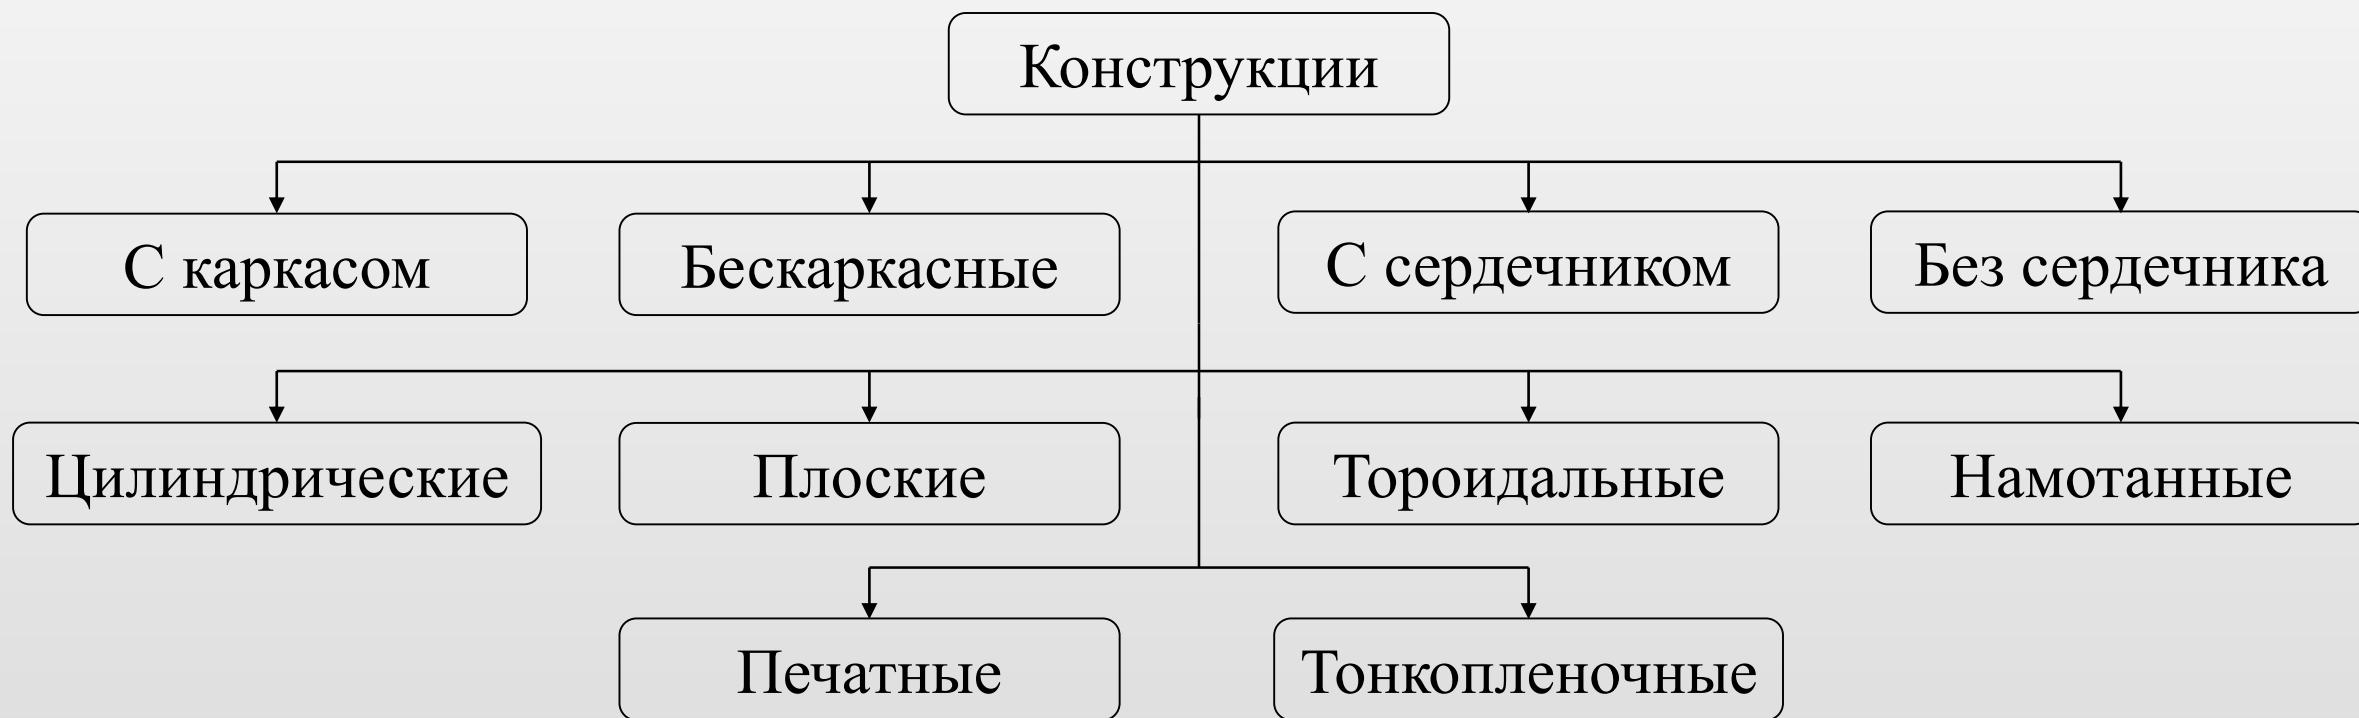 Конструкции
С каркасом
Бескаркасные
С сердечником
Без сердечника
Цилиндрические
Плоские
Тороидальные
Намотанные
Печатные
Тонкопленочные